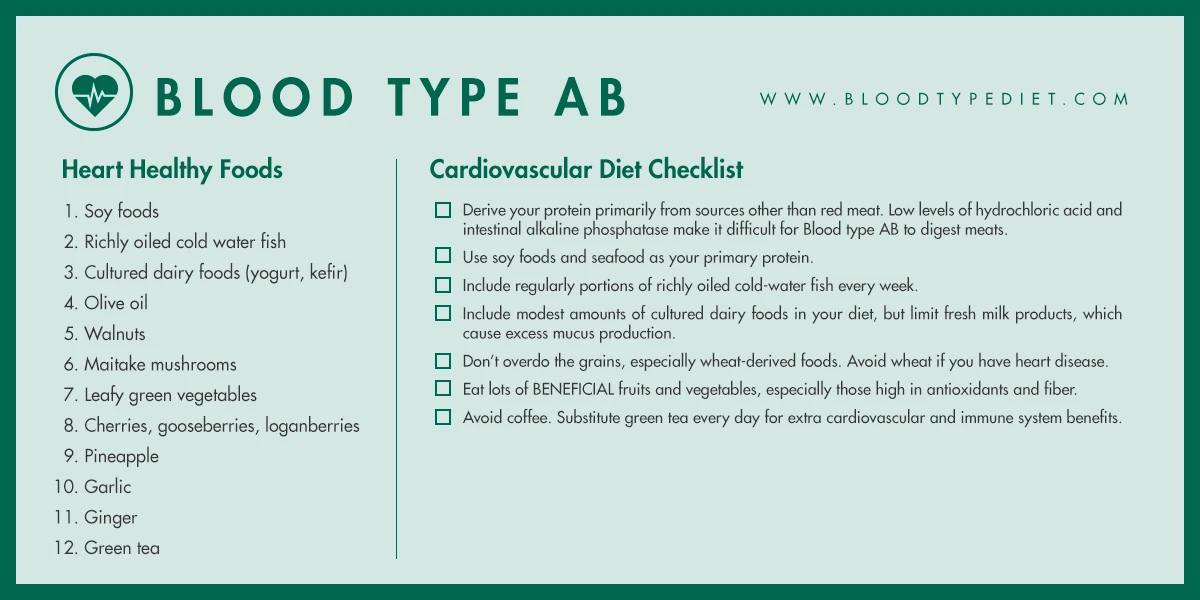 BLOOD TYPE AB
WWW.BLOODTYPEDIET.COM
Heart Healthy Foods
1. Soy foods
2. Richly oiled cold water fish
3. Cultured dairy foods (yogurt, kefir)
4. Olive oil
5. Walnuts
6. Maitake mushrooms
7. Leafy green vegetables
8. Cherries, gooseberries, loganberries
9. Pineapple
10. Garlic
11. Ginger
12. Green tea
Cardiovascular Diet Checklist
Derive your protein primarily from sources other than red meat. Low levels of hydrochloric acid and
intestinal alkaline phosphatase make it difficult for Blood type AB to digest meats.
Use soy foods and seafood as your primary protein.
Include regularly portions of richly oiled cold-water fish every week.
Include modest amounts of cultured dairy foods in your diet, but limit fresh milk products, which
cause excess mucus production.
Don't overdo the grains, especially wheat-derived foods. Avoid wheat if you have heart disease.
Eat lots of BENEFICIAL fruits and vegetables, especially those high in antioxidants and fiber.
Avoid coffee. Substitute green tea every day for extra cardiovascular and immune system benefits.